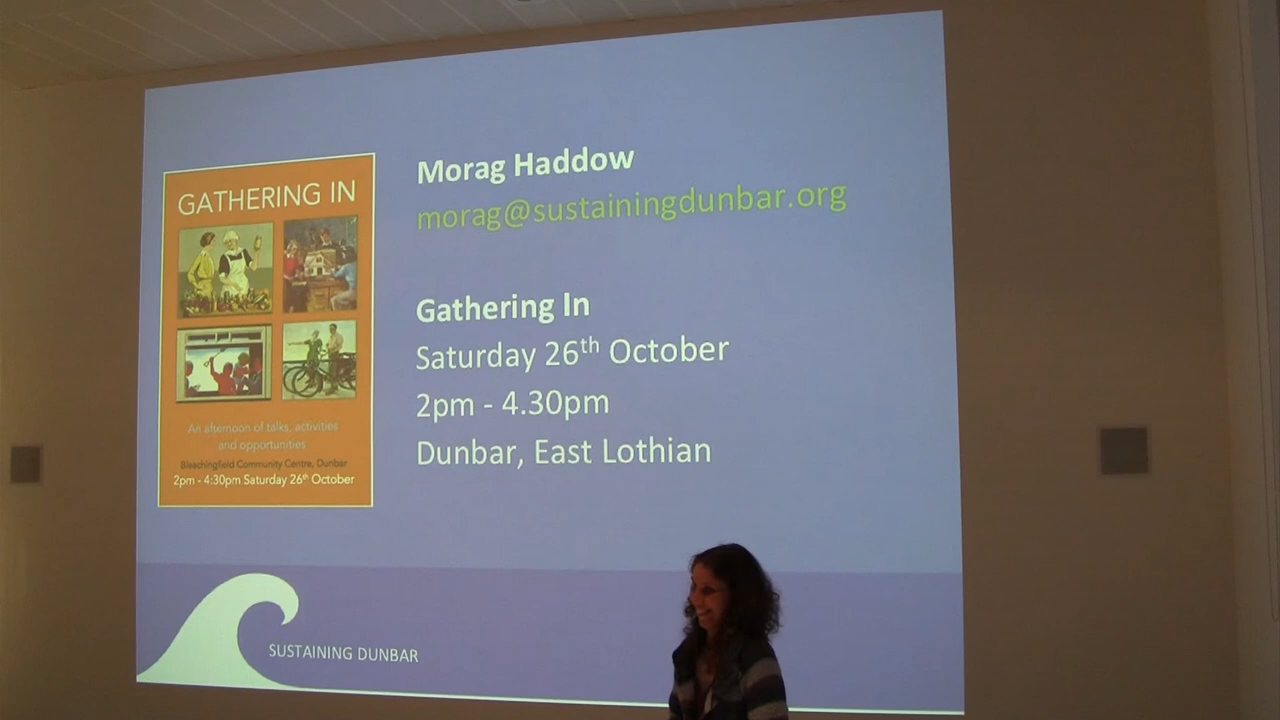 GATHERING IN
An afternoon of talks, activities
and opportunities
Bleachingfield Community Centre, Dunbar
2pm - 4:30pm Saturday 26th October
Morag Haddow
morag@sustainingdunbar.org
Gathering In
Saturday 26th October
2pm - 4.30pm
Dunbar, East Lothian
SUSTAINING DUNBAR